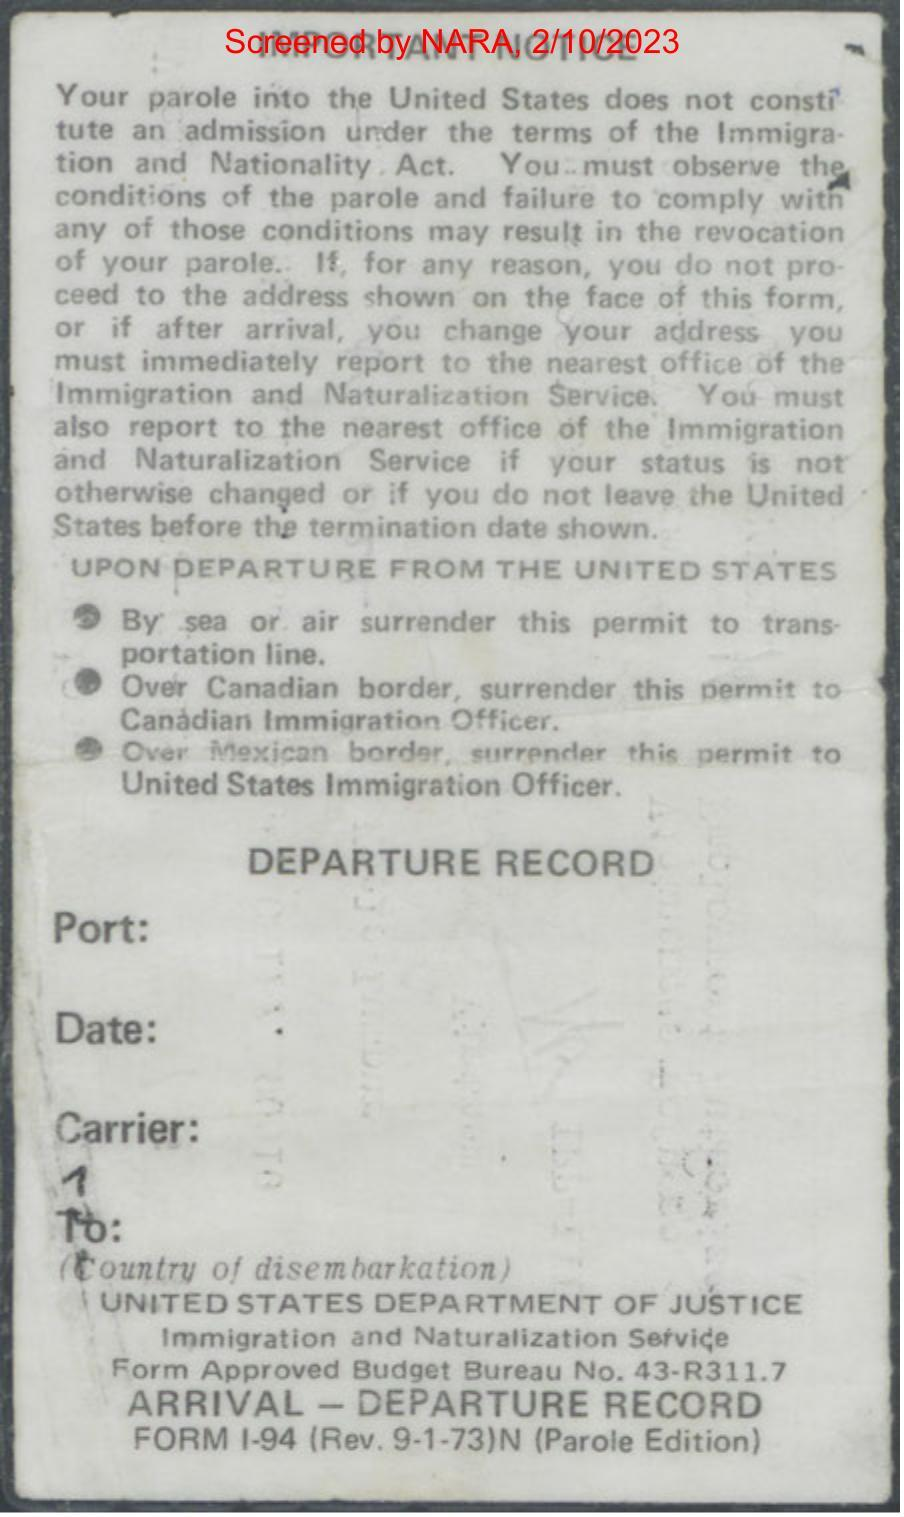 Screened by NARA, 2/10/2023
IMPORTANT NOTICE
Your parole into the United States does not consti-
tute an admission under the terms of the Immigra-
tion and Nationality Act. You must observe the
conditions of the parole and failure to comply with
any of those conditions may result in the revocation
of your parole. If, for any reason, you do not pro-
ceed to the address shown on the face of this form,
or if after arrival, you change your address you
must immediately report to the nearest office of the
Immigration and Naturalization Service. You must
also report to the nearest office of the Immigration
and Naturalization Service if your status is not
otherwise changed or if you do not leave the United
States before the termination date shown.
UPON DEPARTURE FROM THE UNITED STATES
● By sea or air surrender this permit to trans-
portation line.
● Over Canadian border, surrender this permit to
Canadian Immigration Officer.
● Over Mexican border, surrender this permit to
United States Immigration Officer.
DEPARTURE RECORD
Port:
Date:
Carrier:
To:
(Country of disembarkation)
UNITED STATES DEPARTMENT OF JUSTICE
Immigration and Naturalization Service
Form Approved Budget Bureau No. 43-R311.7
ARRIVAL – DEPARTURE RECORD
FORM I-94 (Rev. 9-1-73)N (Parole Edition)